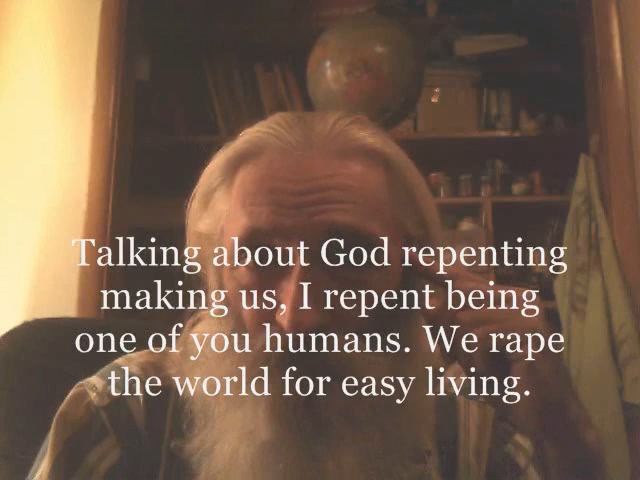 Talking about God repenting
making us, I repent being
one of you humans. We rape
the world for easy living.